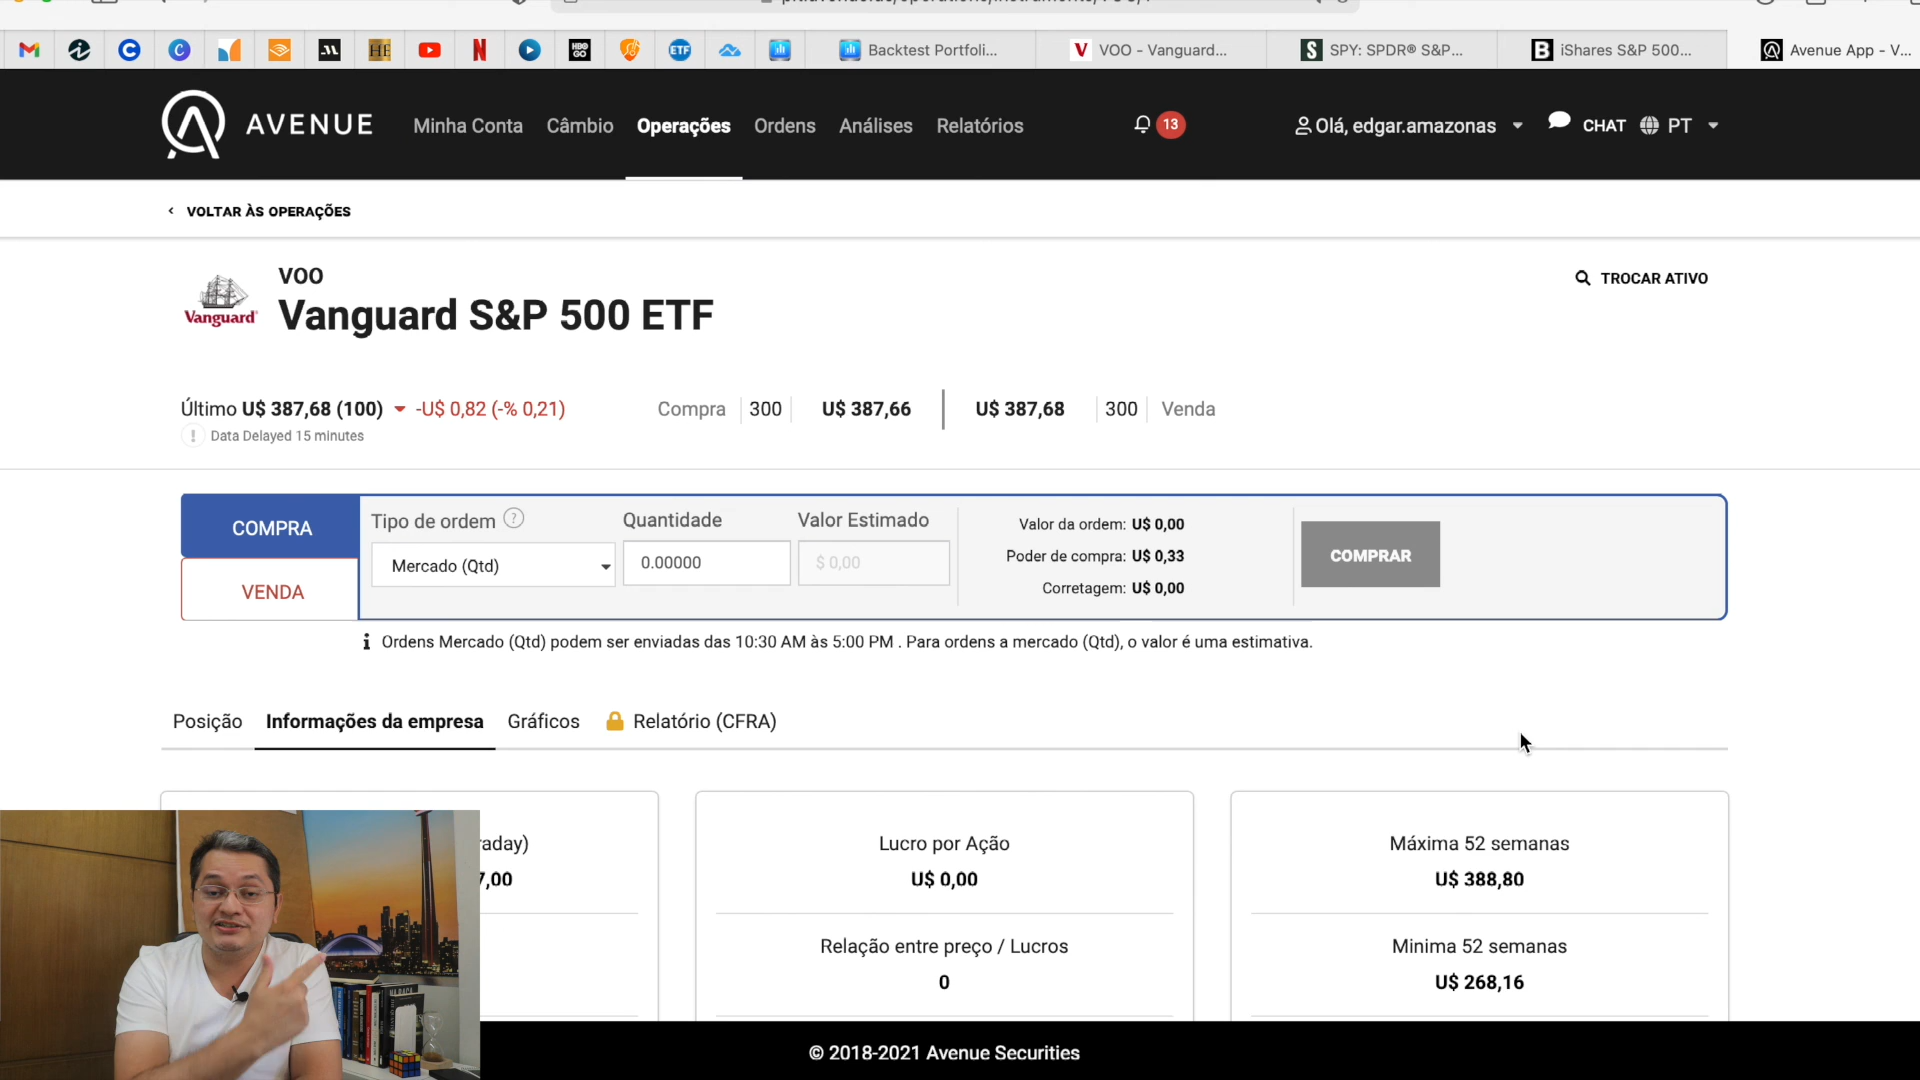 Backtest Portfoli...
VOO - Vanguard...
SPY: SPDR® S&P...
iShares S&P 500...
Avenue App - V...
HBO GO
ETF
AVENUE
Minha Conta
Câmbio
Operações
Ordens
Análises
Relatórios
13
Olá, edgar.amazonas
CHAT
PT
VOLTAR ÀS OPERAÇÕES
Vanguard
VOO
Vanguard S&P 500 ETF
TROCAR ATIVO
Último U$ 387,68 (100) -U$ 0,82 (-% 0,21)
Compra 300 U$ 387,66 U$ 387,68 300 Venda
Data Delayed 15 minutes
COMPRA
VENDA
Tipo de ordem ?
Mercado (Qtd)
Quantidade
0.00000
Valor Estimado
$ 0,00
Valor da ordem: U$ 0,00
Poder de compra: U$ 0,33
Corretagem: U$ 0,00
COMPRAR
Ordens Mercado (Qtd) podem ser enviadas das 10:30 AM às 5:00 PM . Para ordens a mercado (Qtd), o valor é uma estimativa.
Posição
Informações da empresa
Gráficos
Relatório (CFRA)
raday)
7,00
Lucro por Ação
U$ 0,00
Relação entre preço / Lucros
0
Máxima 52 semanas
U$ 388,80
Minima 52 semanas
U$ 268,16
© 2018-2021 Avenue Securities